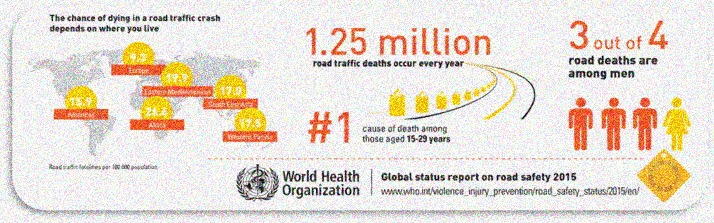 The chance of dying in a road traffic crash
depends on where you live
9.3
Europe
19.9
Eastern Mediterranean
17.0
South East Asia
15.9
Americas
26.6
Africa
17.3
Western Pacific
Road traffic fatalities per 100 000 population
1.25 million
road traffic deaths occur every year
#1
cause of death among
those aged 15-29 years
3 out of 4
road deaths are
among men
World Health
Organization
Global status report on road safety 2015
www.who.int/violence_injury_prevention/road_safety_status/2015/en/